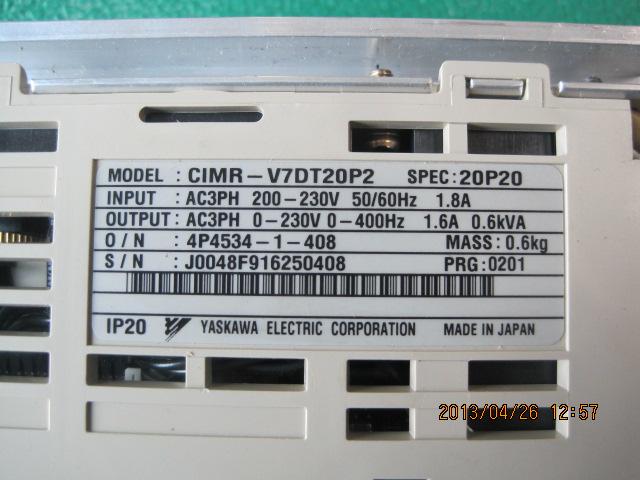 MODEL : CIMR-V7DT20P2 SPEC:20P20
INPUT : AC3PH 200-230V 50/60Hz 1.8A
OUTPUT: AC3PH 0-230V 0-400Hz 1.6A 0.6kVA
O / N : 4P4534-1-408 MASS: 0.6kg
S / N : J0048F916250408 PRG:0201
IP20 YASKAWA ELECTRIC CORPORATION MADE IN JAPAN
2013/04/26 12:57